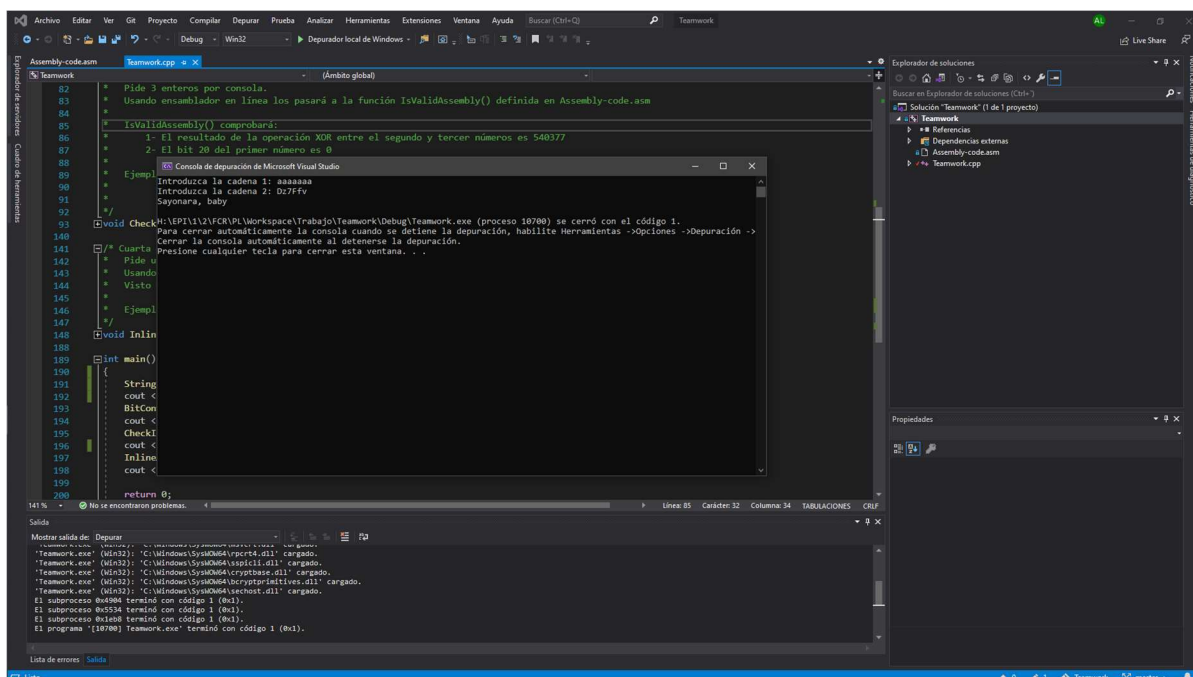 Archivo Editar Ver Git Proyecto Compilar Depurar Prueba Analizar Herramientas Extensiones Ventana Ayuda Buscar (Ctrl+Q) Teamwork AL
Debug Win32 Depurador local de Windows Live Share
Explorador de servidores
Cuadro de herramientas
Assembly-code.asm Teamwork.cpp
Teamwork (Ámbito global)
82 * Pide 3 enteros por consola.
83 * Usando ensamblador en línea los pasará a la función IsValidAssembly() definida en Assembly-code.asm
84 *
85 * IsValidAssembly() comprobará:
86 * 1- El resultado de la operación XOR entre el segundo y tercer números es 540377
87 * 2- El bit 20 del primer número es 0
88 *
89 * Ejempl
90 *
91 *
92 */
93 void Check
140
141 /* Cuarta
142 * Pide u
143 * Usando
144 * Visto
145 *
146 * Ejempl
147 */
148 void Inlin
188
189 int main()
190 {
191 String
192 cout <
193 BitCon
194 cout <
195 CheckI
196 cout <
197 Inline
198 cout <
199
200 return 0;
Consola de depuración de Microsoft Visual Studio
Introduzca la cadena 1: aaaaaaa
Introduzca la cadena 2: Dz7Ffv
Sayonara, baby
H:\EPI\1\2\FCR\PL\Workspace\Trabajo\Teamwork\Debug\Teamwork.exe (proceso 10700) se cerró con el código 1.
Para cerrar automáticamente la consola cuando se detiene la depuración, habilite Herramientas ->Opciones ->Depuración ->
Cerrar la consola automáticamente al detenerse la depuración.
Presione cualquier tecla para cerrar esta ventana. . .
141 % No se encontraron problemas. Línea: 85 Carácter: 32 Columna: 34 TABULACIONES CRLF
Salida
Mostrar salida de: Depurar
'Teamwork.exe' (Win32): 'C:\Windows\SysWOW64\rpcrt4.dll' cargado.
'Teamwork.exe' (Win32): 'C:\Windows\SysWOW64\sspicli.dll' cargado.
'Teamwork.exe' (Win32): 'C:\Windows\SysWOW64\cryptbase.dll' cargado.
'Teamwork.exe' (Win32): 'C:\Windows\SysWOW64\bcryptprimitives.dll' cargado.
'Teamwork.exe' (Win32): 'C:\Windows\SysWOW64\sechost.dll' cargado.
El subproceso 0x4904 terminó con código 1 (0x1).
El subproceso 0x5534 terminó con código 1 (0x1).
El subproceso 0x1eb8 terminó con código 1 (0x1).
El programa '[10700] Teamwork.exe' terminó con código 1 (0x1).
Lista de errores Salida
Explorador de soluciones
Buscar en Explorador de soluciones (Ctrl+¨)
Solución "Teamwork" (1 de 1 proyecto)
Teamwork
Referencias
Dependencias externas
Assembly-code.asm
Teamwork.cpp
Propiedades